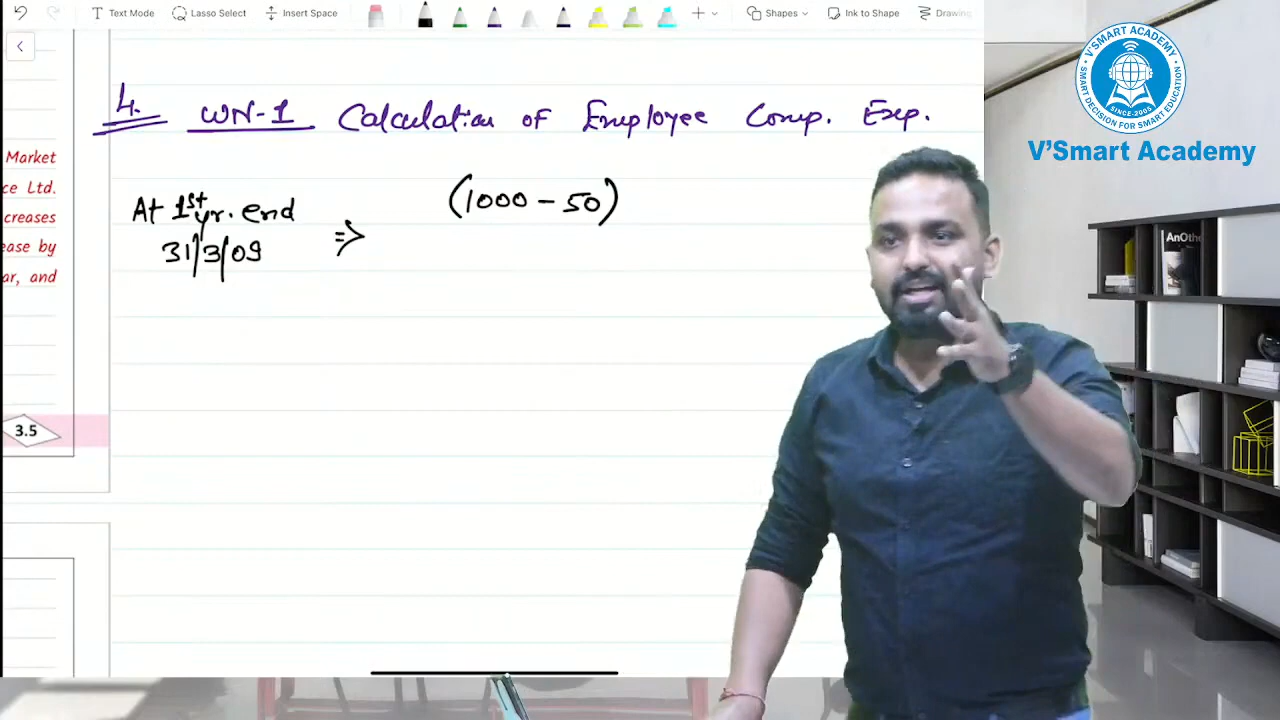 Text Mode Lasso Select Insert Space Shapes Ink to Shape Drawing
4. WN-1 Calculation of Employee Comp. Exp.
At 1st yr. end
31/3/09 ⇒ (1000 - 50)
Market
ce Ltd.
creases
ease by
ar, and
3.5
V'SMART ACADEMY
SMART DECISION FOR SMART EDUCATION
SINCE-2005
V'Smart Academy
AnOthe